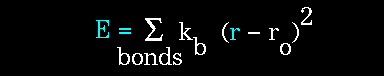 E = Σ k_b (r − r_o)^2
bonds